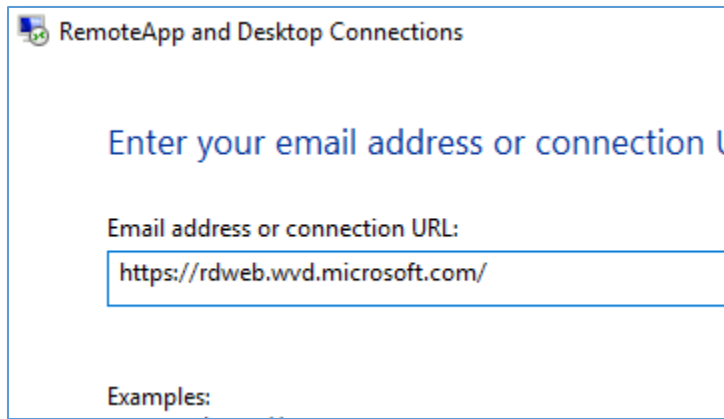 RemoteApp and Desktop Connections
Enter your email address or connection
Email address or connection URL:
https://rdweb.wvd.microsoft.com/
Examples: